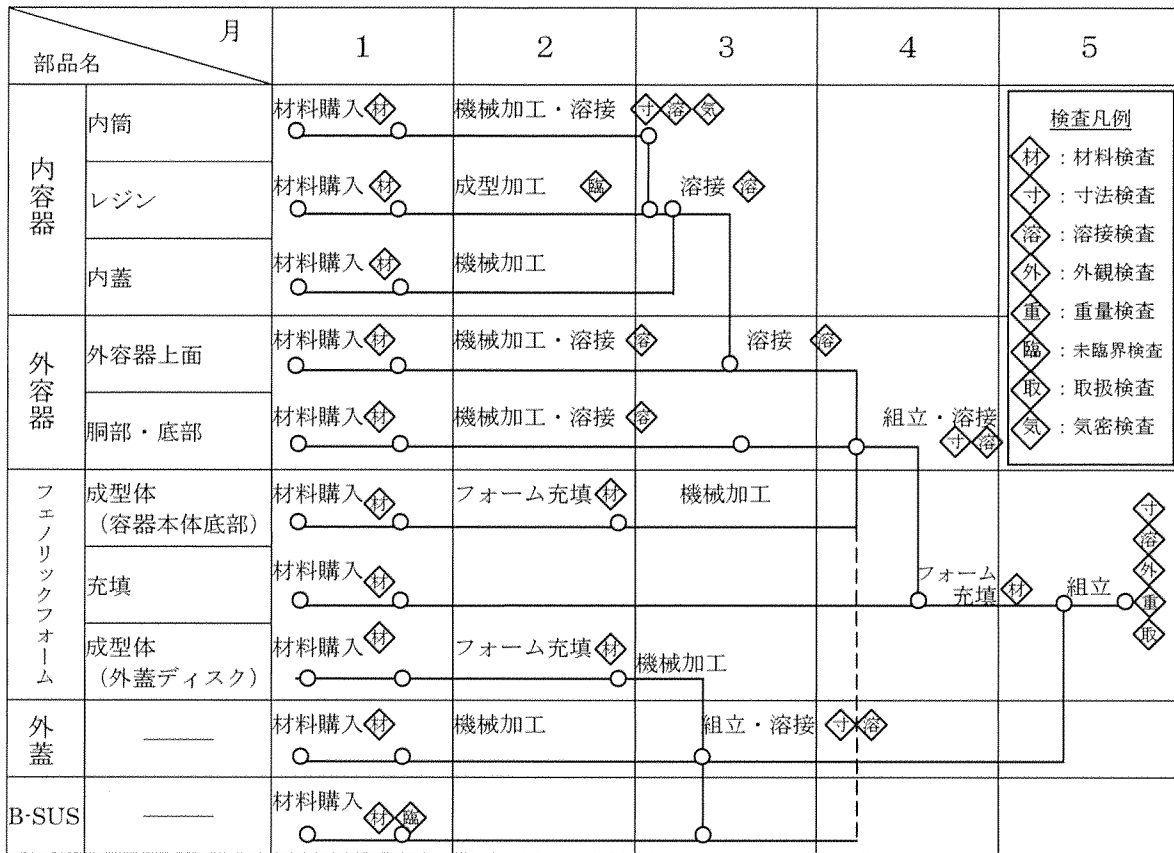 月
部品名
1
2
3
4
5
内容器
内筒
材料購入 材
機械加工・溶接
寸 溶 気
レジン
材料購入 材
成型加工
臨
溶接 溶
内蓋
材料購入 材
機械加工
外容器
外容器上面
材料購入 材
機械加工・溶接 溶
溶接 溶
胴部・底部
材料購入 材
機械加工・溶接 溶
組立・溶接
寸 溶
フェノリックフォーム
成型体
（容器本体底部）
材料購入 材
フォーム充填 材
機械加工
充填
材料購入 材
フォーム
充填
材
組立
寸
溶
外
重
取
成型体
（外蓋ディスク）
材料購入 材
フォーム充填 材
機械加工
外蓋
——
材料購入 材
機械加工
組立・溶接 寸 溶
B-SUS
——
材料購入 材 臨
検査凡例
材：材料検査
寸：寸法検査
溶：溶接検査
外：外観検査
重：重量検査
臨：未臨界検査
取：取扱検査
気：気密検査